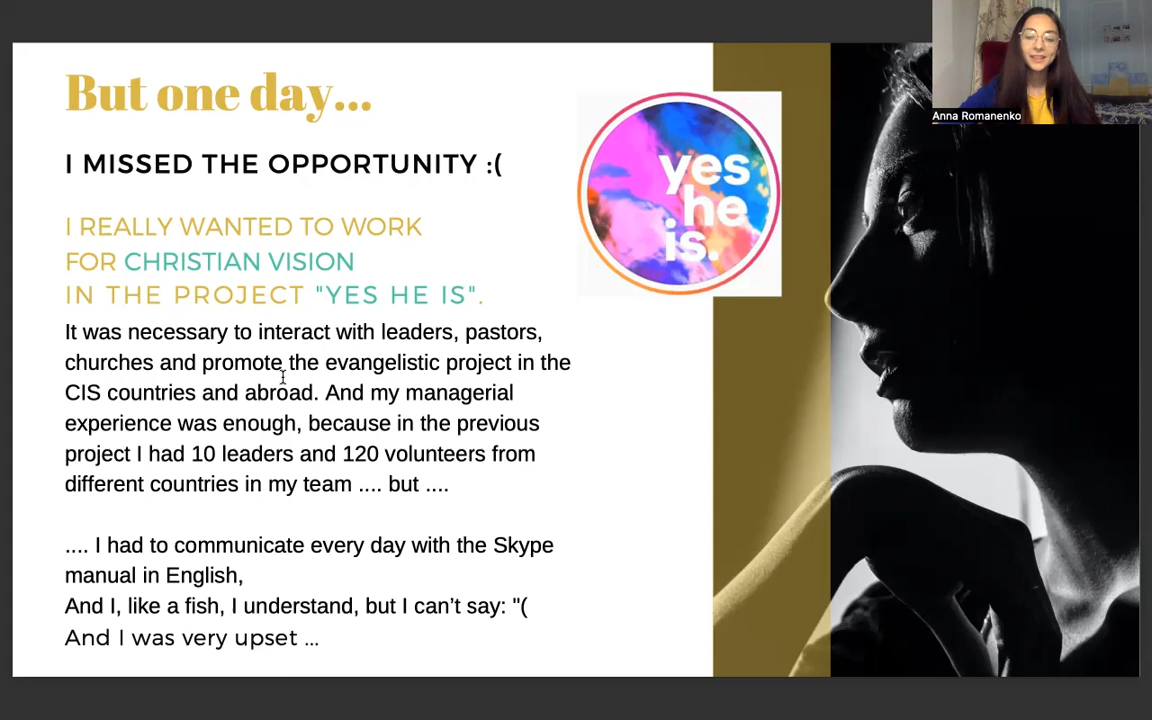 But one day...
I MISSED THE OPPORTUNITY :(
I REALLY WANTED TO WORK
FOR CHRISTIAN VISION
IN THE PROJECT "YES HE IS".
It was necessary to interact with leaders, pastors,
churches and promote the evangelistic project in the
CIS countries and abroad. And my managerial
experience was enough, because in the previous
project I had 10 leaders and 120 volunteers from
different countries in my team .... but ....
.... I had to communicate every day with the Skype
manual in English,
And I, like a fish, I understand, but I can’t say: "(
And I was very upset ...
yes
he
is.
Anna Romanenko